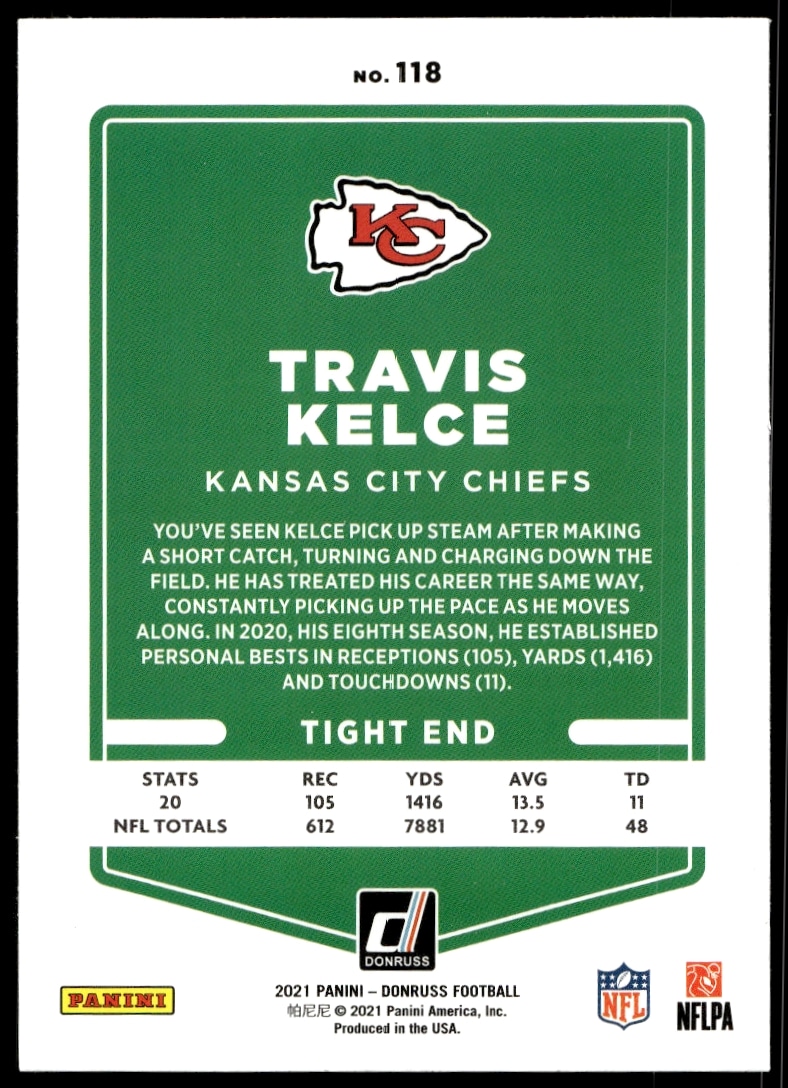 NO. 118
KC
TRAVIS
KELCE
KANSAS CITY CHIEFS
YOU'VE SEEN KELCE PICK UP STEAM AFTER MAKING
A SHORT CATCH, TURNING AND CHARGING DOWN THE
FIELD. HE HAS TREATED HIS CAREER THE SAME WAY,
CONSTANTLY PICKING UP THE PACE AS HE MOVES
ALONG. IN 2020, HIS EIGHTH SEASON, HE ESTABLISHED
PERSONAL BESTS IN RECEPTIONS (105), YARDS (1,416)
AND TOUCHDOWNS (11).
TIGHT END
STATS REC YDS AVG TD
20 105 1416 13.5 11
NFL TOTALS 612 7881 12.9 48
d
DONRUSS
PANINI
2021 PANINI – DONRUSS FOOTBALL
帕尼尼 © 2021 Panini America, Inc.
Produced in the USA.
NFL
NFLPA